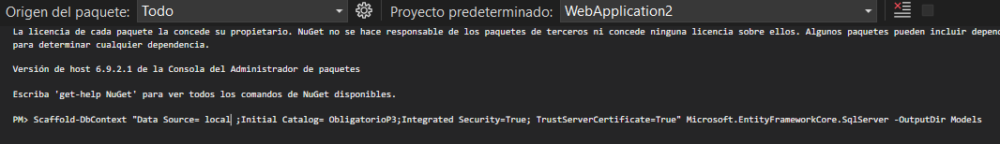 Origen del paquete: Todo Proyecto predeterminado: WebApplication2
La licencia de cada paquete la concede su propietario. NuGet no se hace responsable de los paquetes de terceros ni concede ninguna licencia sobre ellos. Algunos paquetes pueden incluir depen
para determinar cualquier dependencia.
Versión de host 6.9.2.1 de la Consola del Administrador de paquetes
Escriba 'get-help NuGet' para ver todos los comandos de NuGet disponibles.
PM> Scaffold-DbContext "Data Source= local ;Initial Catalog= ObligatorioP3;Integrated Security=True; TrustServerCertificate=True" Microsoft.EntityFrameworkCore.SqlServer -OutputDir Models